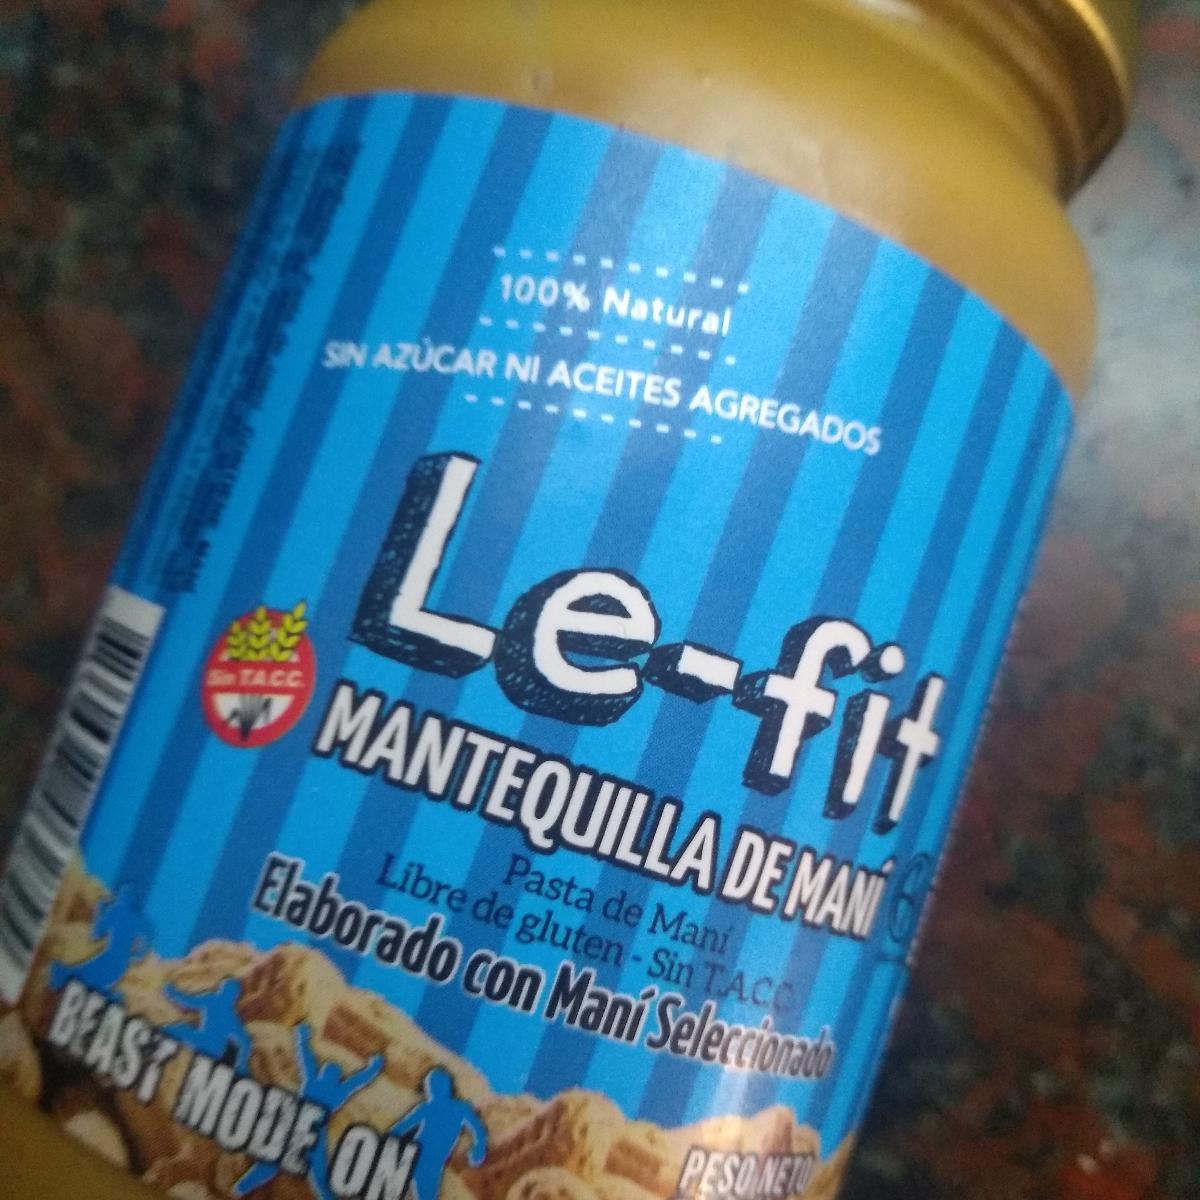 100% Natural
SIN AZÚCAR NI ACEITES AGREGADOS
Le-fit
Sin T.A.C.C.
MANTEQUILLA DE MANÍ
Pasta de Maní
Libre de gluten - Sin T.A.C.C.
Elaborado con Maní Seleccionado
BEAST MODE ON
PESO NETO